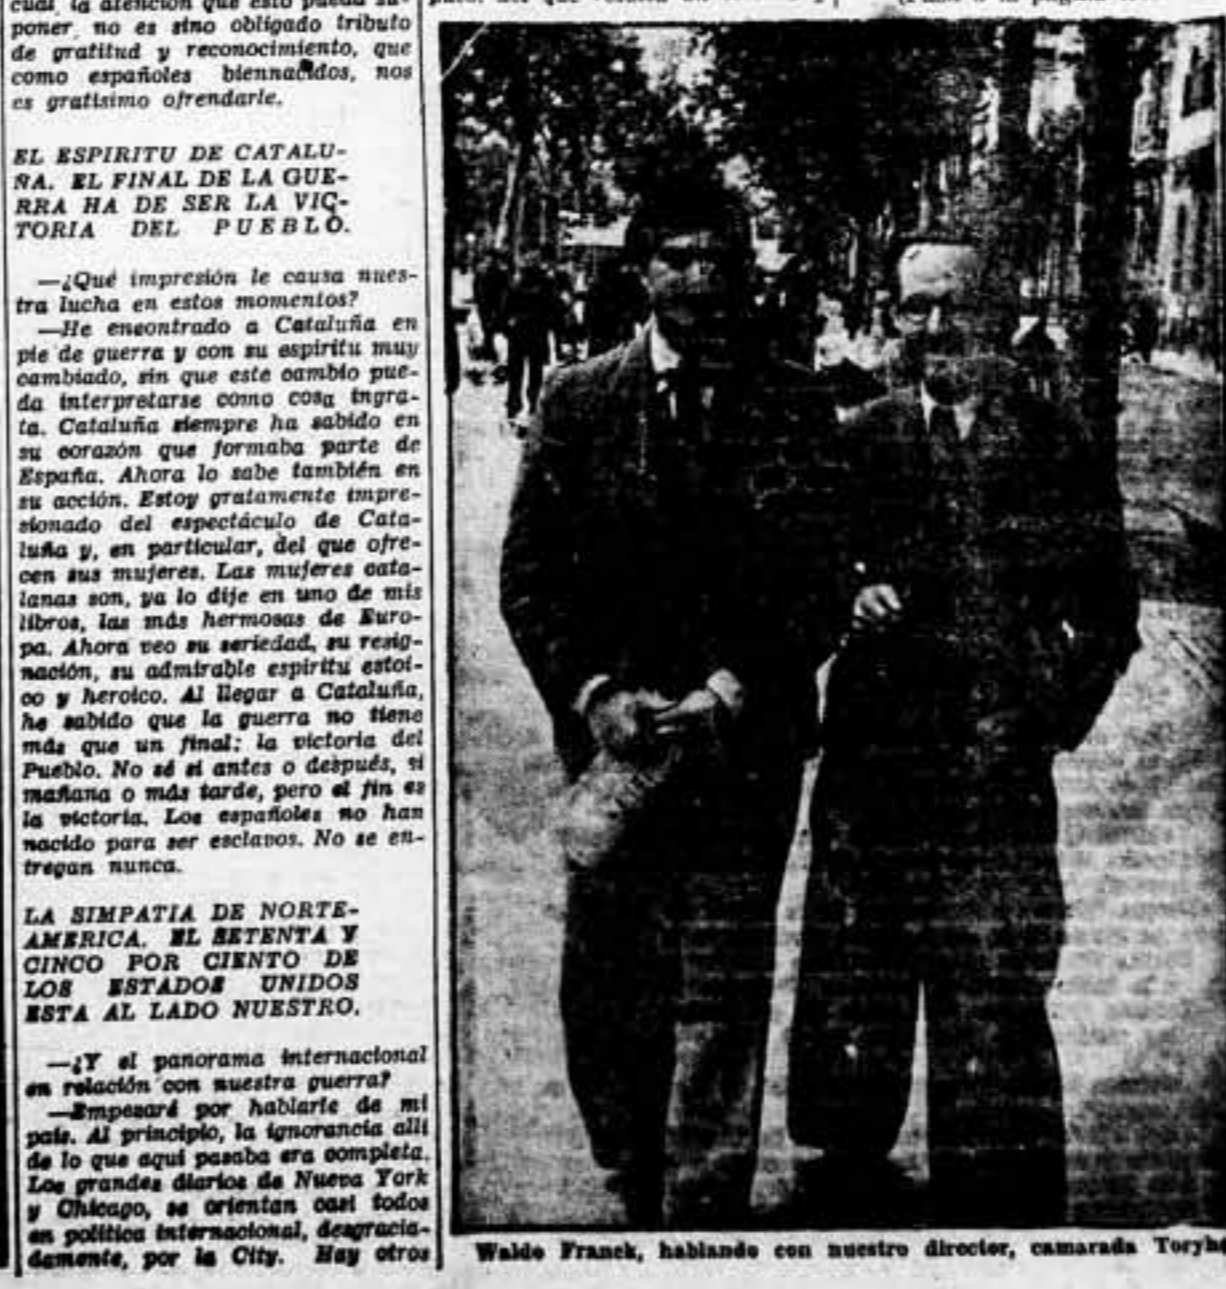 cual, la atención que esto pueda su-
poner, no es sino obligado tributo
de gratitud y reconocimiento, que
como españoles biennacidos, nos
es gratísimo ofrendarle.
EL ESPIRITU DE CATALU-
ÑA. EL FINAL DE LA GUE-
RRA HA DE SER LA VIC-
TORIA DEL PUEBLO.
—¿Qué impresión le causa nues-
tra lucha en estos momentos?
—He encontrado a Cataluña en
pie de guerra y con su espíritu muy
cambiado, sin que este cambio pue-
da interpretarse como cosa ingra-
ta. Cataluña siempre ha sabido en
su corazón que formaba parte de
España. Ahora lo sabe también en
su acción. Estoy gratamente impre-
sionado del espectáculo de Cata-
luña y, en particular, del que ofre-
cen sus mujeres. Las mujeres cata-
lanas son, ya lo dije en uno de mis
libros, las más hermosas de Euro-
pa. Ahora veo su seriedad, su resig-
nación, su admirable espíritu estoi-
co y heroico. Al llegar a Cataluña,
he sabido que la guerra no tiene
más que un final: la victoria del
Pueblo. No sé si antes o después, si
mañana o más tarde, pero el fin es
la victoria. Los españoles no han
nacido para ser esclavos. No se en-
tregan nunca.
LA SIMPATIA DE NORTE-
AMERICA. EL SETENTA Y
CINCO POR CIENTO DE
LOS ESTADOS UNIDOS
ESTA AL LADO NUESTRO.
—¿Y el panorama internacional
en relación con nuestra guerra?
—Empezaré por hablarle de mi
país. Al principio, la ignorancia allí
de lo que aquí pasaba era completa.
Los grandes diarios de Nueva York
y Chicago, se orientan casi todos
en política internacional, desgracia-
damente, por la City. Hay otros
Waldo Franck, hablando con nuestro director, camarada Toryho